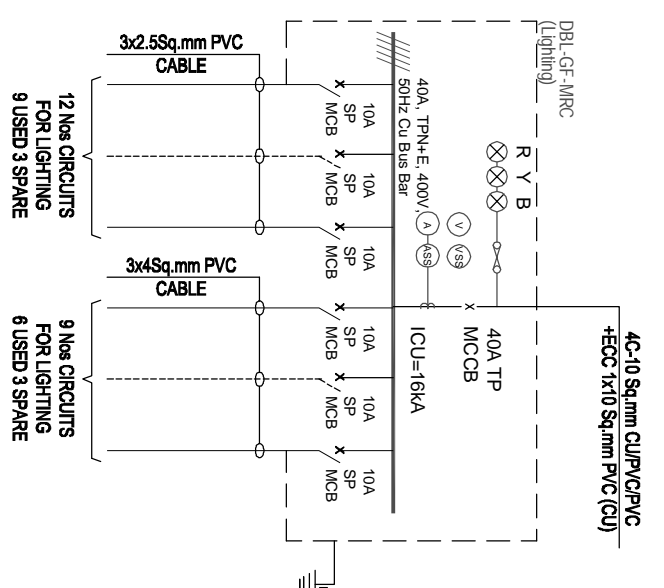 DBL-GF-MRC
(Lighting)
4C-10 Sq.mm CU/PVC/PVC
+ECC 1x10 Sq.mm PVC (CU)
R Y B
V
VSS
A
ASS
40A TP
MCCB
ICU=16kA
40A, TPN+E, 400V,
50Hz Cu Bus Bar
10A
SP
MCB
10A
SP
MCB
10A
SP
MCB
10A
SP
MCB
10A
SP
MCB
10A
SP
MCB
3x2.5Sq.mm PVC
CABLE
3x4Sq.mm PVC
CABLE
12 Nos CIRCUITS
FOR LIGHTING
9 USED 3 SPARE
9 Nos CIRCUITS
FOR LIGHTING
6 USED 3 SPARE